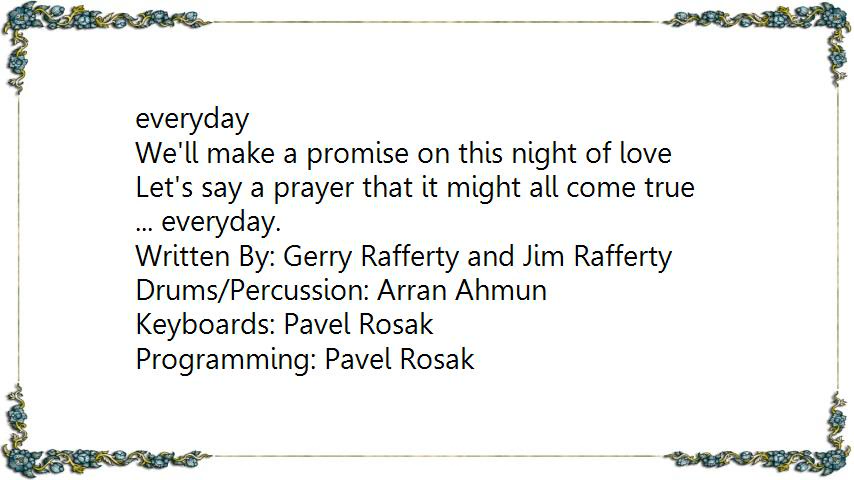 everyday
We'll make a promise on this night of love
Let's say a prayer that it might all come true
... everyday.
Written By: Gerry Rafferty and Jim Rafferty
Drums/Percussion: Arran Ahmun
Keyboards: Pavel Rosak
Programming: Pavel Rosak